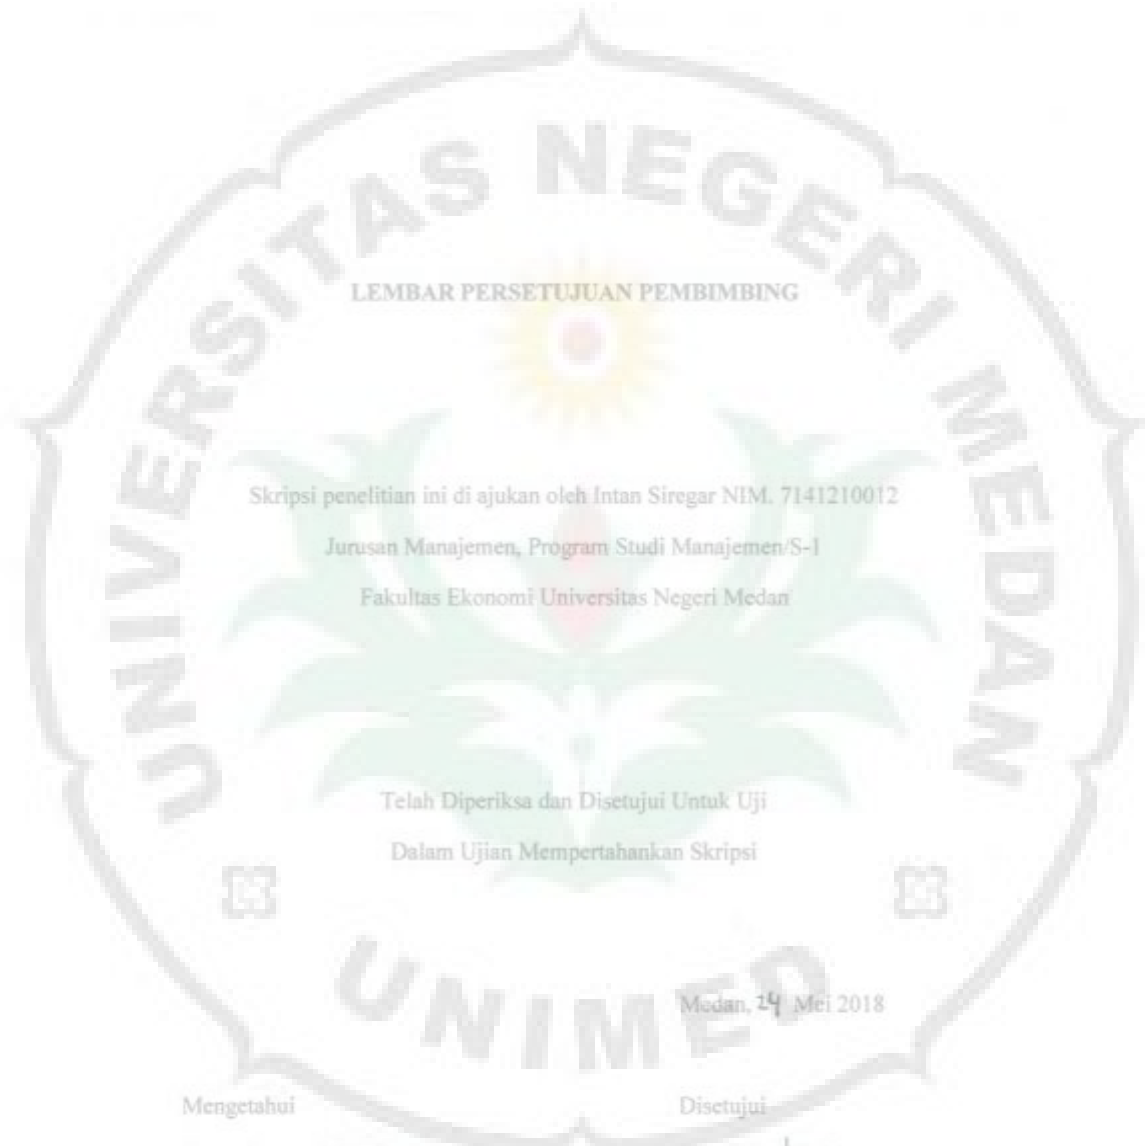 UNIVERSITAS NEGERI MEDAN
LEMBAR PERSETUJUAN PEMBIMBING
Skripsi penelitian ini di ajukan oleh Intan Siregar NIM. 7141210012
Jurusan Manajemen, Program Studi Manajemen/S-1
Fakultas Ekonomi Universitas Negeri Medan
Telah Diperiksa dan Disetujui Untuk Uji
Dalam Ujian Mempertahankan Skripsi
UNIMED
Medan, 24 Mei 2018
Mengetahui
Disetujui